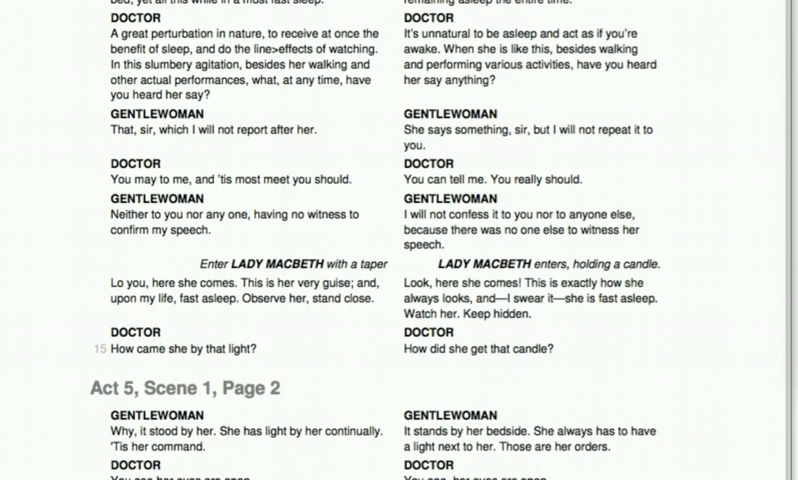 bed, yet all this while in a most fast sleep.
DOCTOR
A great perturbation in nature, to receive at once the
benefit of sleep, and do the line>effects of watching.
In this slumbery agitation, besides her walking and
other actual performances, what, at any time, have
you heard her say?
GENTLEWOMAN
That, sir, which I will not report after her.
DOCTOR
You may to me, and 'tis most meet you should.
GENTLEWOMAN
Neither to you nor any one, having no witness to
confirm my speech.
Enter LADY MACBETH with a taper
Lo you, here she comes. This is her very guise; and,
upon my life, fast asleep. Observe her, stand close.
DOCTOR
15 How came she by that light?
remaining asleep the entire time.
DOCTOR
It's unnatural to be asleep and act as if you're
awake. When she is like this, besides walking
and performing various activities, have you heard
her say anything?
GENTLEWOMAN
She says something, sir, but I will not repeat it to
you.
DOCTOR
You can tell me. You really should.
GENTLEWOMAN
I will not confess it to you nor to anyone else,
because there was no one else to witness her
speech.
LADY MACBETH enters, holding a candle.
Look, here she comes! This is exactly how she
always looks, and—I swear it—she is fast asleep.
Watch her. Keep hidden.
DOCTOR
How did she get that candle?
Act 5, Scene 1, Page 2
GENTLEWOMAN
Why, it stood by her. She has light by her continually.
'Tis her command.
DOCTOR
You see her eyes are open.
GENTLEWOMAN
It stands by her bedside. She always has to have
a light next to her. Those are her orders.
DOCTOR
You see, her eyes are open.